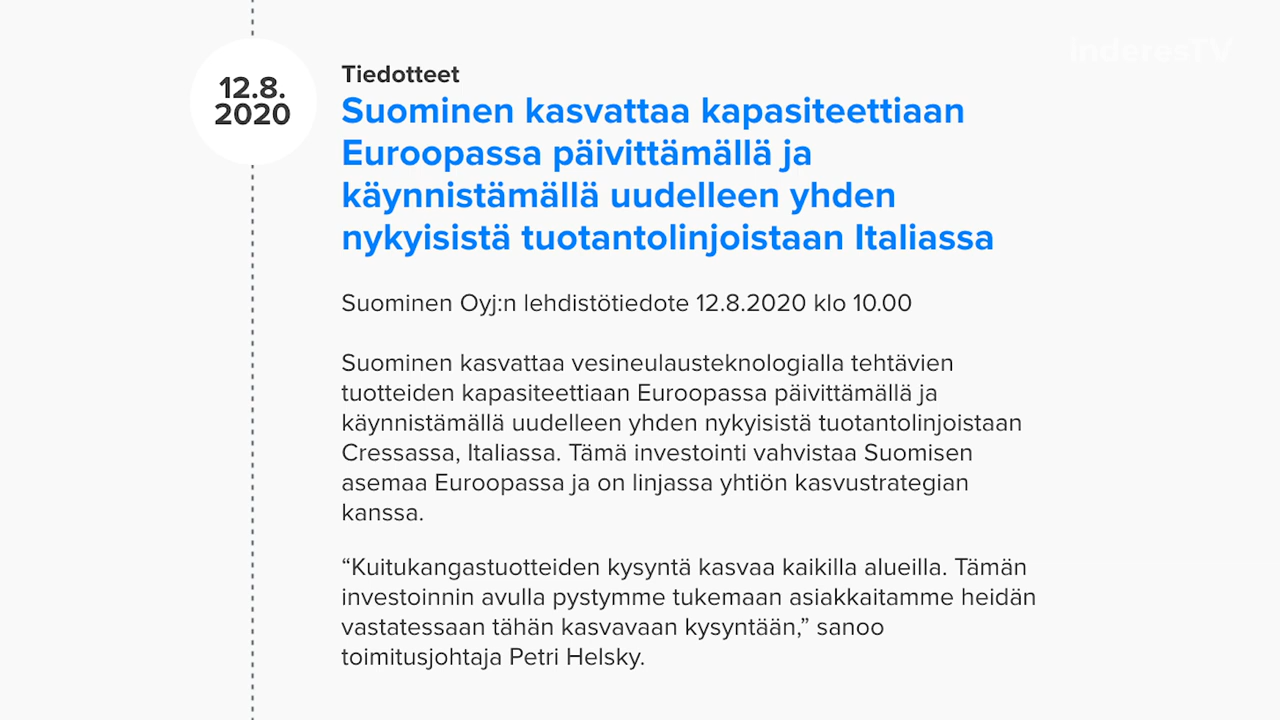 inderesTV
12.8.
2020
Tiedotteet
Suominen kasvattaa kapasiteettiaan
Euroopassa päivittämällä ja
käynnistämällä uudelleen yhden
nykyisistä tuotantolinjoistaan Italiassa
Suominen Oyj:n lehdistötiedote 12.8.2020 klo 10.00
Suominen kasvattaa vesineulausteknologialla tehtävien
tuotteiden kapasiteettiaan Euroopassa päivittämällä ja
käynnistämällä uudelleen yhden nykyisistä tuotantolinjoistaan
Cressassa, Italiassa. Tämä investointi vahvistaa Suomisen
asemaa Euroopassa ja on linjassa yhtiön kasvustrategian
kanssa.
“Kuitukangastuotteiden kysyntä kasvaa kaikilla alueilla. Tämän
investoinnin avulla pystymme tukemaan asiakkaitamme heidän
vastatessaan tähän kasvavaan kysyntään,” sanoo
toimitusjohtaja Petri Helsky.